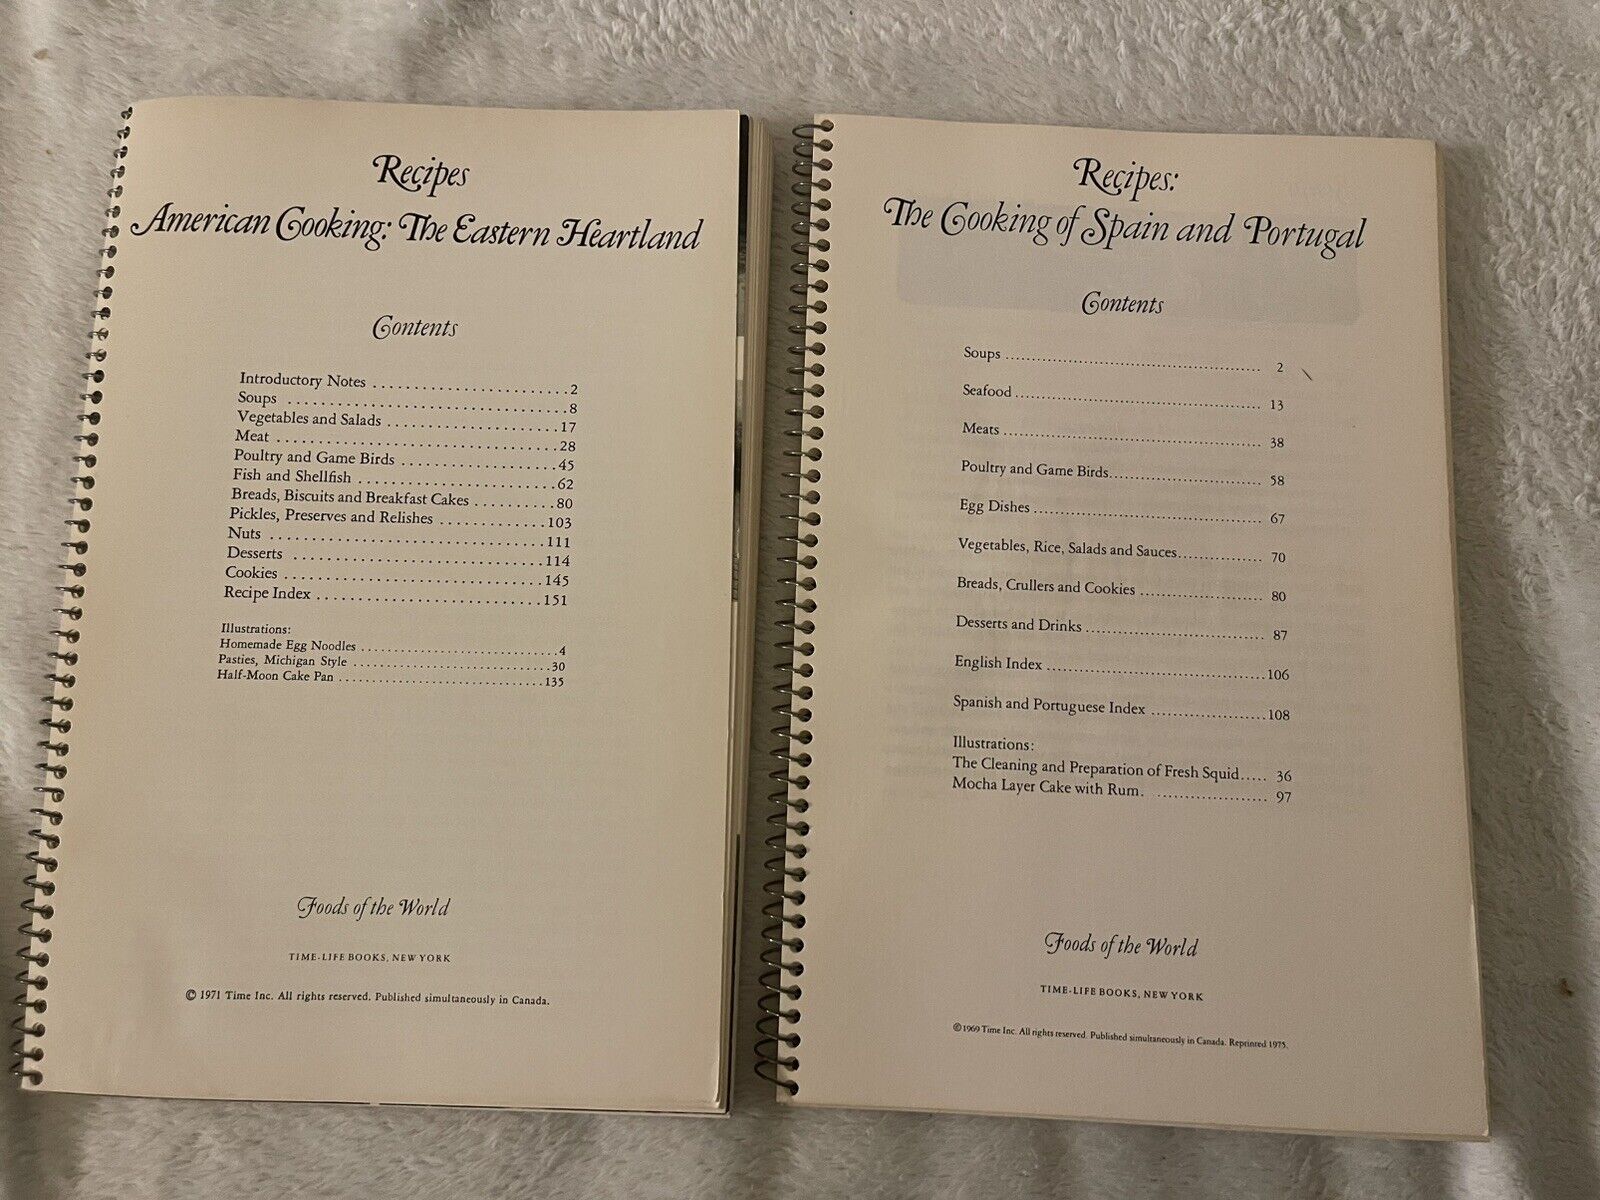 Recipes
American Cooking: The Eastern Heartland
Contents
Introductory Notes ........................2
Soups ..................................8
Vegetables and Salads .....................17
Meat ..................................28
Poultry and Game Birds ...................45
Fish and Shellfish ........................62
Breads, Biscuits and Breakfast Cakes ..........80
Pickles, Preserves and Relishes .............103
Nuts .................................111
Desserts ..............................114
Cookies ...............................145
Recipe Index ...........................151
Illustrations:
Homemade Egg Noodles ..........................4
Pasties, Michigan Style ..........................30
Half-Moon Cake Pan ...........................135
Foods of the World
TIME-LIFE BOOKS, NEW YORK
© 1971 Time Inc. All rights reserved. Published simultaneously in Canada.
Recipes:
The Cooking of Spain and Portugal
Contents
Soups ................................................ 2
Seafood .............................................. 13
Meats ................................................ 38
Poultry and Game Birds............................. 58
Egg Dishes ........................................... 67
Vegetables, Rice, Salads and Sauces............... 70
Breads, Crullers and Cookies ....................... 80
Desserts and Drinks ................................. 87
English Index .........................................106
Spanish and Portuguese Index .....................108
Illustrations:
The Cleaning and Preparation of Fresh Squid..... 36
Mocha Layer Cake with Rum. .................... 97
Foods of the World
TIME-LIFE BOOKS, NEW YORK
© 1969 Time Inc. All rights reserved. Published simultaneously in Canada. Reprinted 1975.